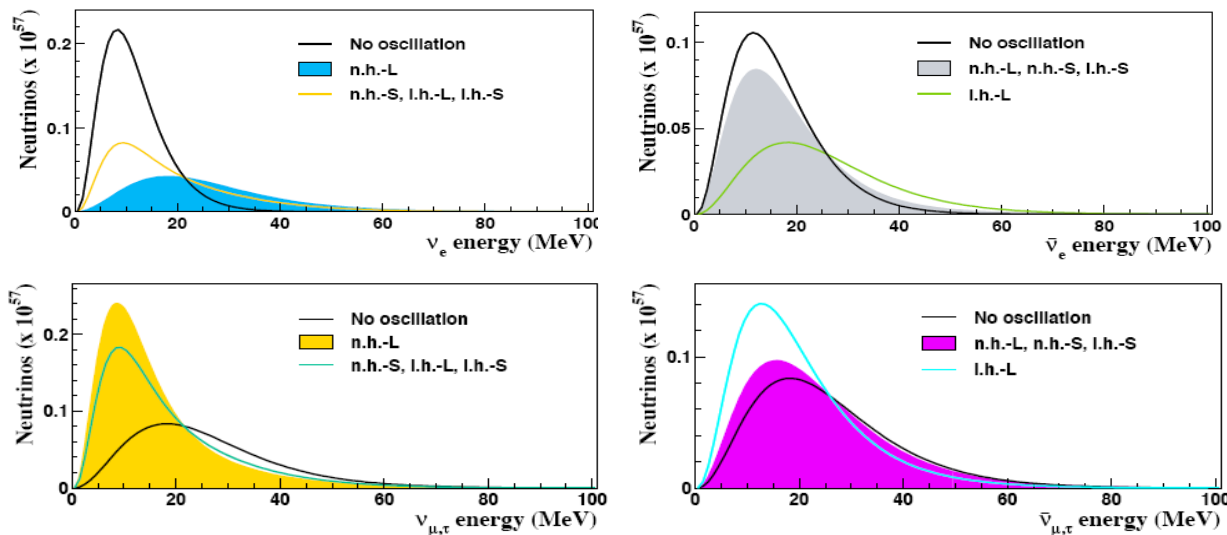 Neutrinos (x 10^57)
0.2
0.1
0
No oscillation
n.h.-L
n.h.-S, I.h.-L, I.h.-S
0 20 40 60 80 100
ν_e energy (MeV)
Neutrinos (x 10^57)
0.1
0.05
0
No oscillation
n.h.-L, n.h.-S, I.h.-S
I.h.-L
0 20 40 60 80 100
ν̄_e energy (MeV)
Neutrinos (x 10^57)
0.2
0.1
0
No oscillation
n.h.-L
n.h.-S, I.h.-L, I.h.-S
0 20 40 60 80 100
ν_μ,τ energy (MeV)
Neutrinos (x 10^57)
0.1
0
No oscillation
n.h.-L, n.h.-S, I.h.-S
I.h.-L
0 20 40 60 80 100
ν̄_μ,τ energy (MeV)